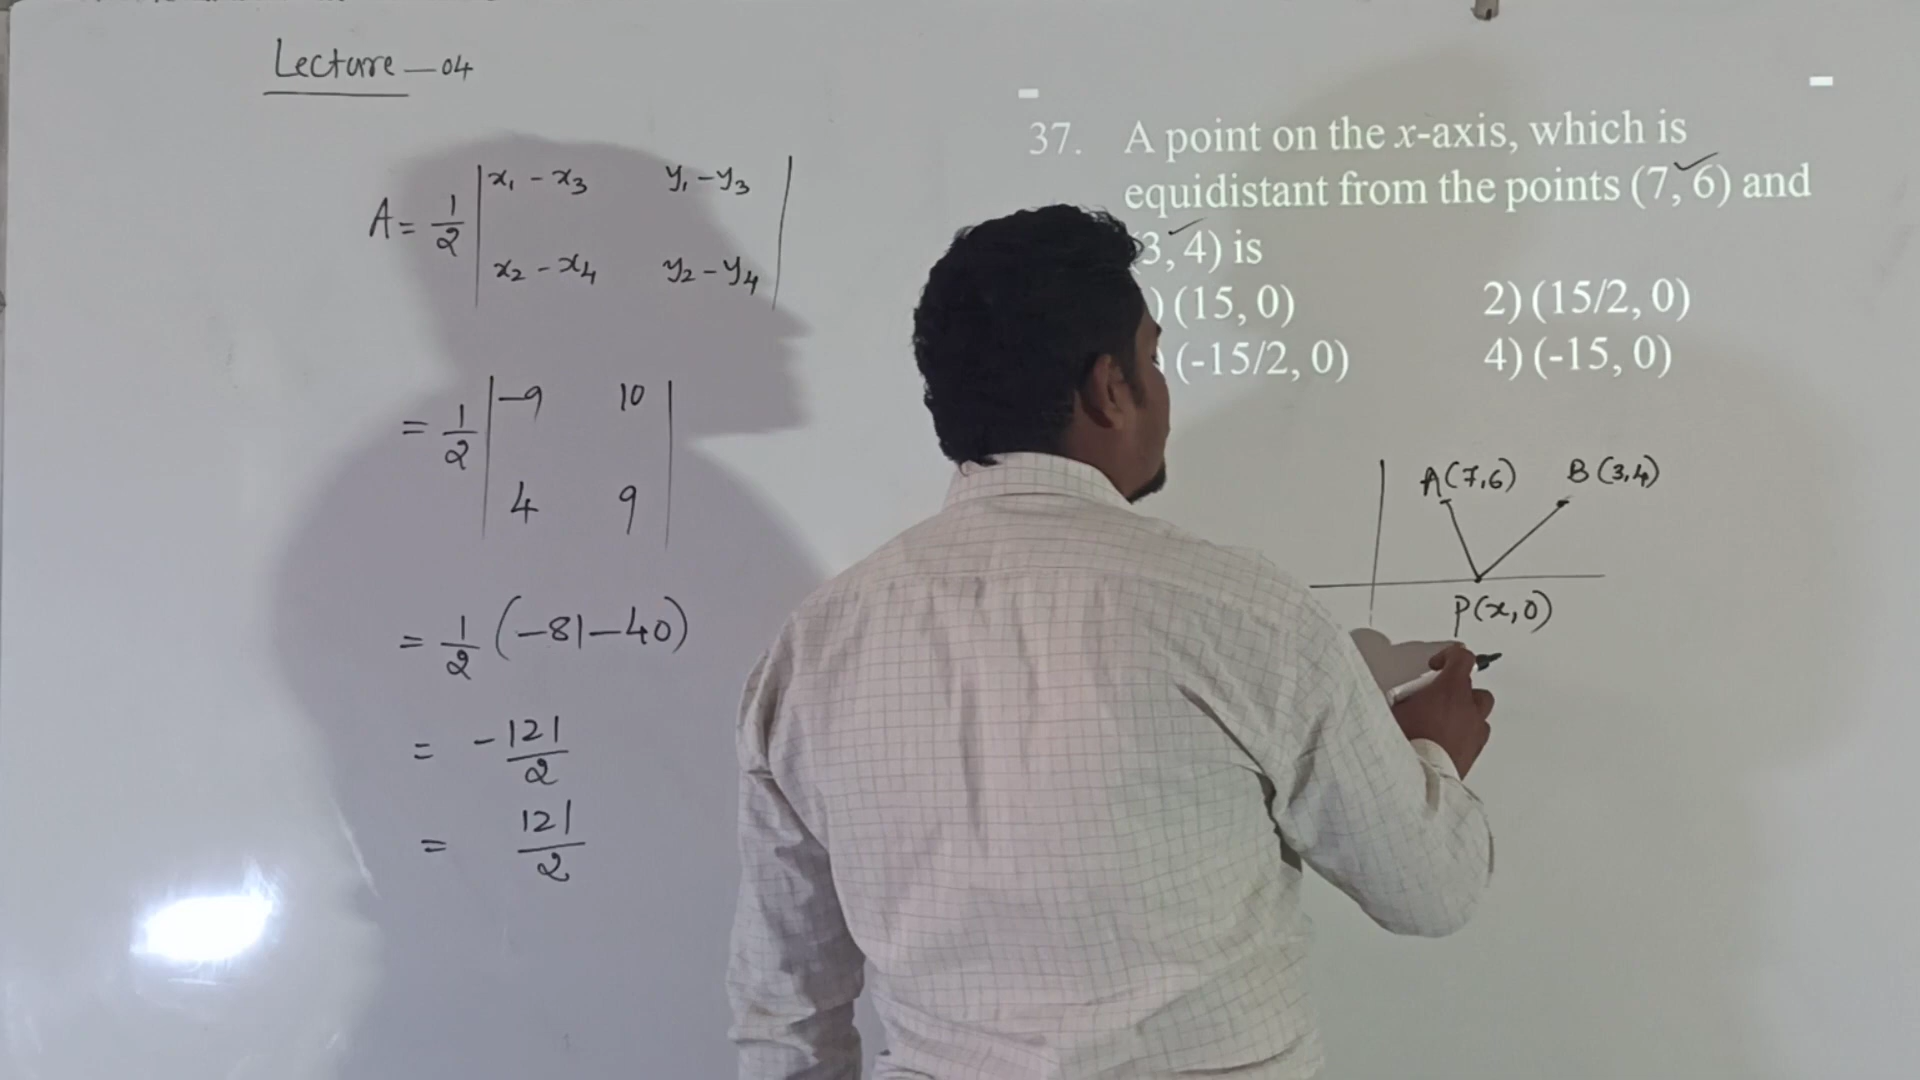 Lecture – 04
A = 1/2 | x₁ - x₃ y₁ - y₃ |
| x₂ - x₄ y₂ - y₄ |
= 1/2 | -9 10 |
| 4 9 |
= 1/2 (-81 - 40)
= - 121/2
= 121/2
37. A point on the x-axis, which is
equidistant from the points (7, 6) and
(3, 4) is
) (15, 0) 2) (15/2, 0)
) (-15/2, 0) 4) (-15, 0)
A(7,6) B(3,4)
P(x,0)